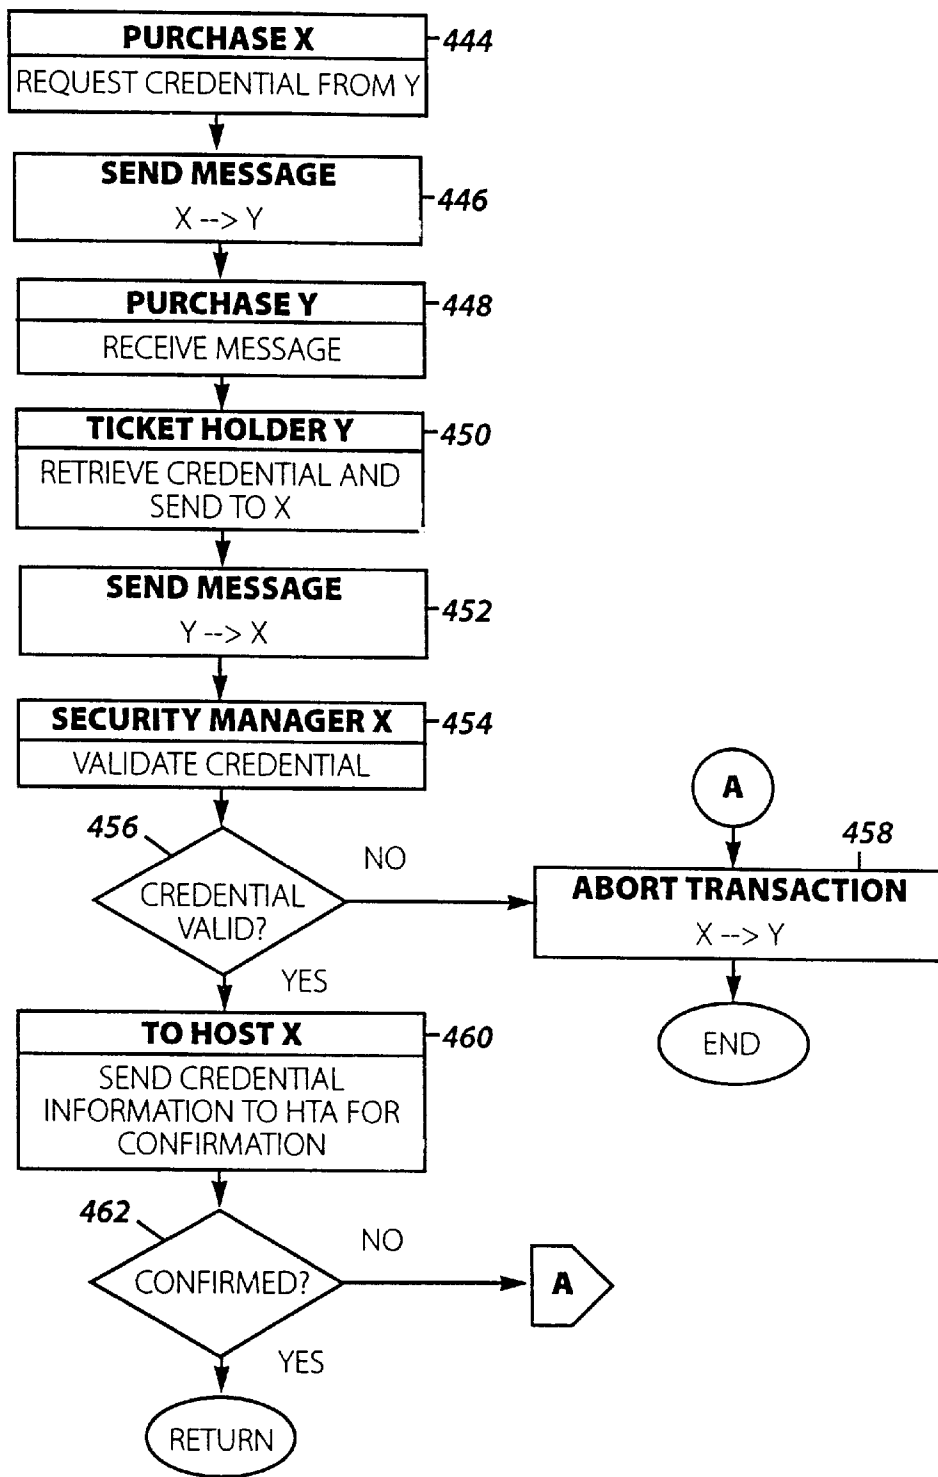 PURCHASE X
444
REQUEST CREDENTIAL FROM Y
SEND MESSAGE
446
X --> Y
PURCHASE Y
448
RECEIVE MESSAGE
TICKET HOLDER Y
450
RETRIEVE CREDENTIAL AND
SEND TO X
SEND MESSAGE
452
Y --> X
SECURITY MANAGER X
454
VALIDATE CREDENTIAL
456
CREDENTIAL
VALID?
NO
YES
A
458
ABORT TRANSACTION
X --> Y
END
TO HOST X
460
SEND CREDENTIAL
INFORMATION TO HTA FOR
CONFIRMATION
462
CONFIRMED?
NO
A
YES
RETURN